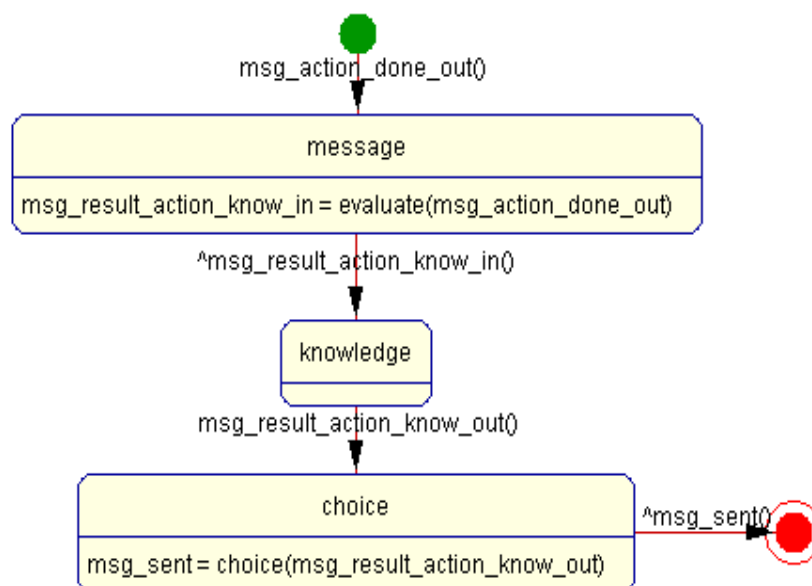 msg_action_done_out()
message
msg_result_action_know_in = evaluate(msg_action_done_out)
^msg_result_action_know_in()
knowledge
msg_result_action_know_out()
choice
^msg_sent()
msg_sent = choice(msg_result_action_know_out)